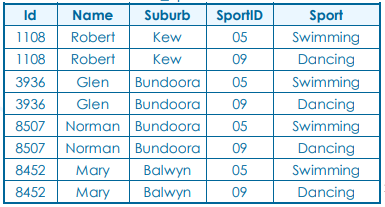 Id Name Suburb SportID Sport
1108 Robert Kew 05 Swimming
1108 Robert Kew 09 Dancing
3936 Glen Bundoora 05 Swimming
3936 Glen Bundoora 09 Dancing
8507 Norman Bundoora 05 Swimming
8507 Norman Bundoora 09 Dancing
8452 Mary Balwyn 05 Swimming
8452 Mary Balwyn 09 Dancing